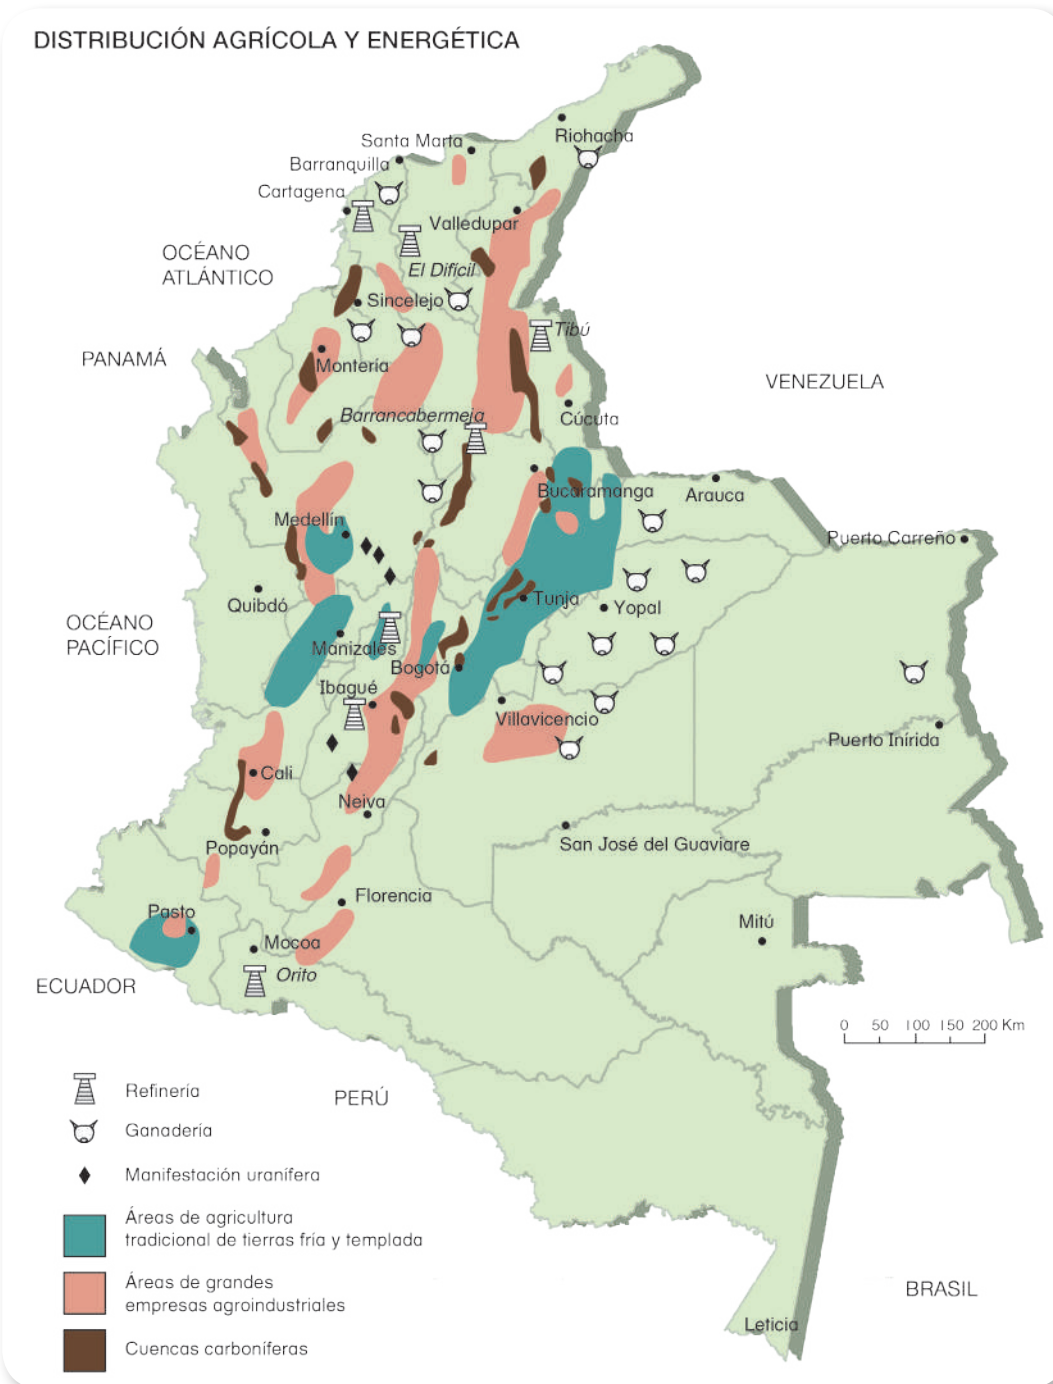 DISTRIBUCIÓN AGRÍCOLA Y ENERGÉTICA
Riohacha
Santa Marta
Barranquilla
Cartagena
Valledupar
OCÉANO
ATLÁNTICO
El Difícil
Sincelejo
Tibú
PANAMÁ
Montería
VENEZUELA
Barrancabermeja
Cúcuta
Bucaramanga
Arauca
Medellín
Puerto Carreño
Quibdó
Tunja
Yopal
OCÉANO
PACÍFICO
Manizales
Bogotá
Ibagué
Villavicencio
Puerto Inírida
Cali
Neiva
Popayán
San José del Guaviare
Florencia
Pasto
Mitú
Mocoa
Orito
ECUADOR
0 50 100 150 200 Km
PERÚ
Refinería
Ganadería
Manifestación uranífera
Áreas de agricultura
tradicional de tierras fría y templada
Áreas de grandes
empresas agroindustriales
BRASIL
Leticia
Cuencas carboníferas